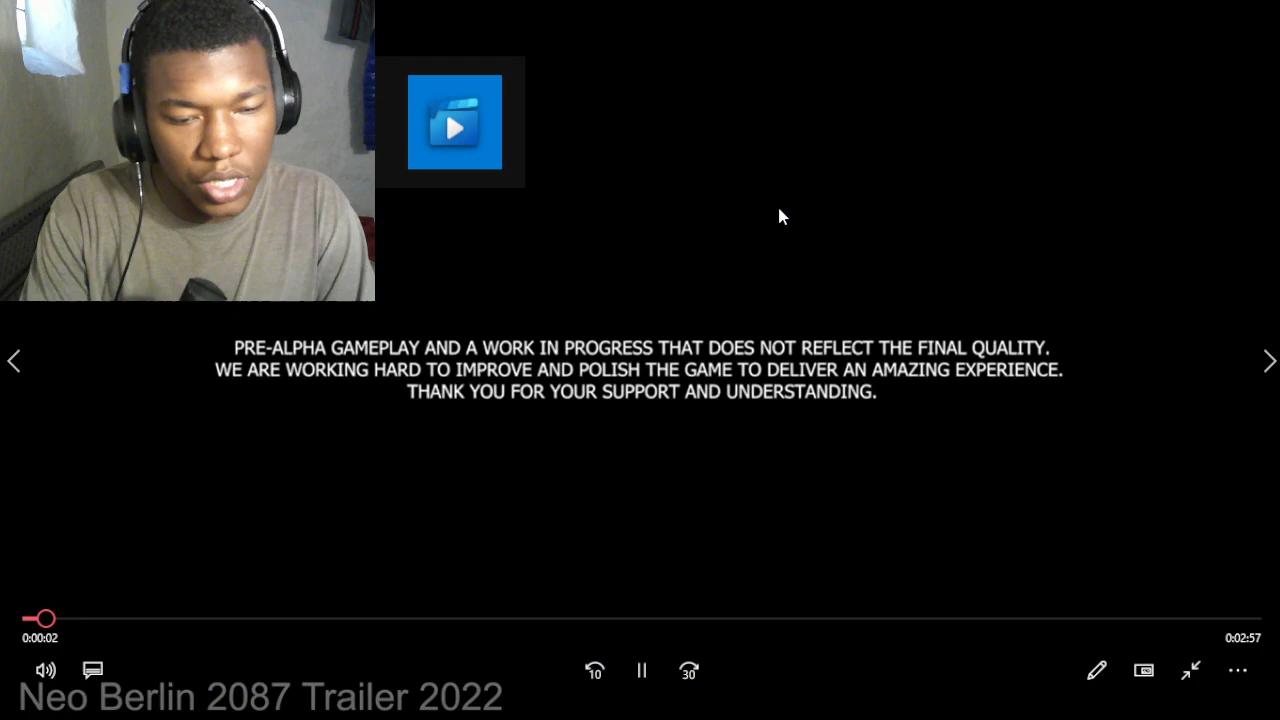 PRE-ALPHA GAMEPLAY AND A WORK IN PROGRESS THAT DOES NOT REFLECT THE FINAL QUALITY.
WE ARE WORKING HARD TO IMPROVE AND POLISH THE GAME TO DELIVER AN AMAZING EXPERIENCE.
THANK YOU FOR YOUR SUPPORT AND UNDERSTANDING.
0:00:02
0:02:57
10
30
Neo Berlin 2087 Trailer 2022